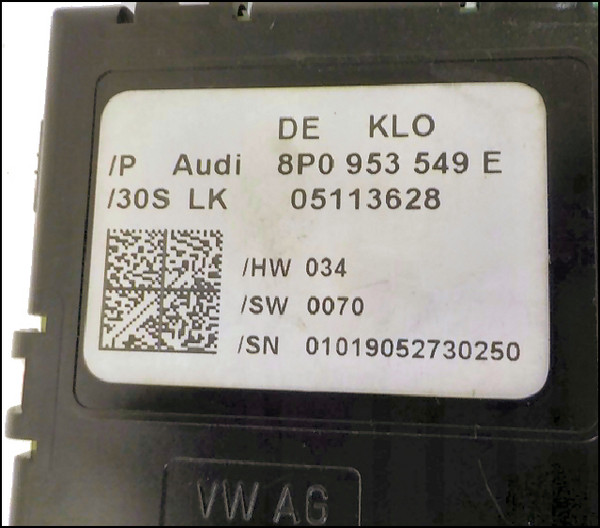 DE KLO
/P Audi 8P0 953 549 E
/30S LK 05113628
/HW 034
/SW 0070
/SN 01019052730250
VW AG